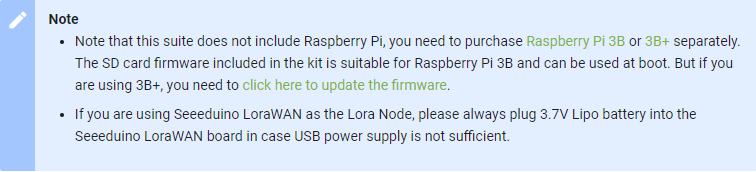 Note
• Note that this suite does not include Raspberry Pi, you need to purchase Raspberry Pi 3B or 3B+ separately.
The SD card firmware included in the kit is suitable for Raspberry Pi 3B and can be used at boot. But if you
are using 3B+, you need to click here to update the firmware.
• If you are using Seeeduino LoraWAN as the Lora Node, please always plug 3.7V Lipo battery into the
Seeeduino LoraWAN board in case USB power supply is not sufficient.